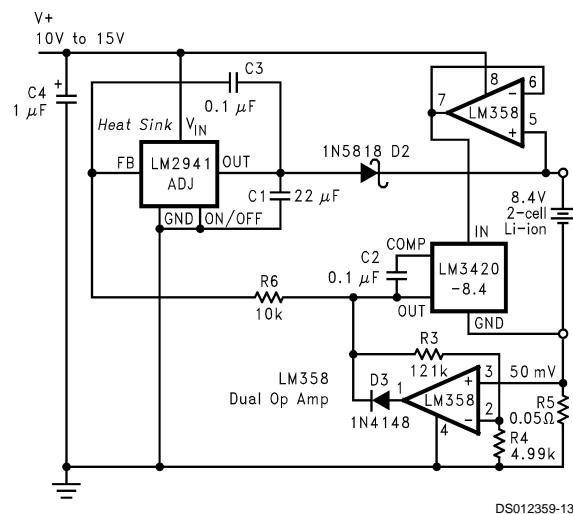 V+
10V to 15V
C4
+
1 μF
C3
0.1 μF
Heat Sink
VIN
FB
LM2941
ADJ
OUT
GND
ON/OFF
C1
22 μF
1N5818 D2
8
7
6
5
−
+
LM358
8.4V
2-cell
Li-ion
IN
COMP
C2
0.1 μF
LM3420
-8.4
OUT
GND
R6
10k
R3
121k
LM358
Dual Op Amp
D3
1N4148
1
LM358
+
−
3
2
4
50 mV
R5
0.05Ω
R4
4.99k
DS012359-13